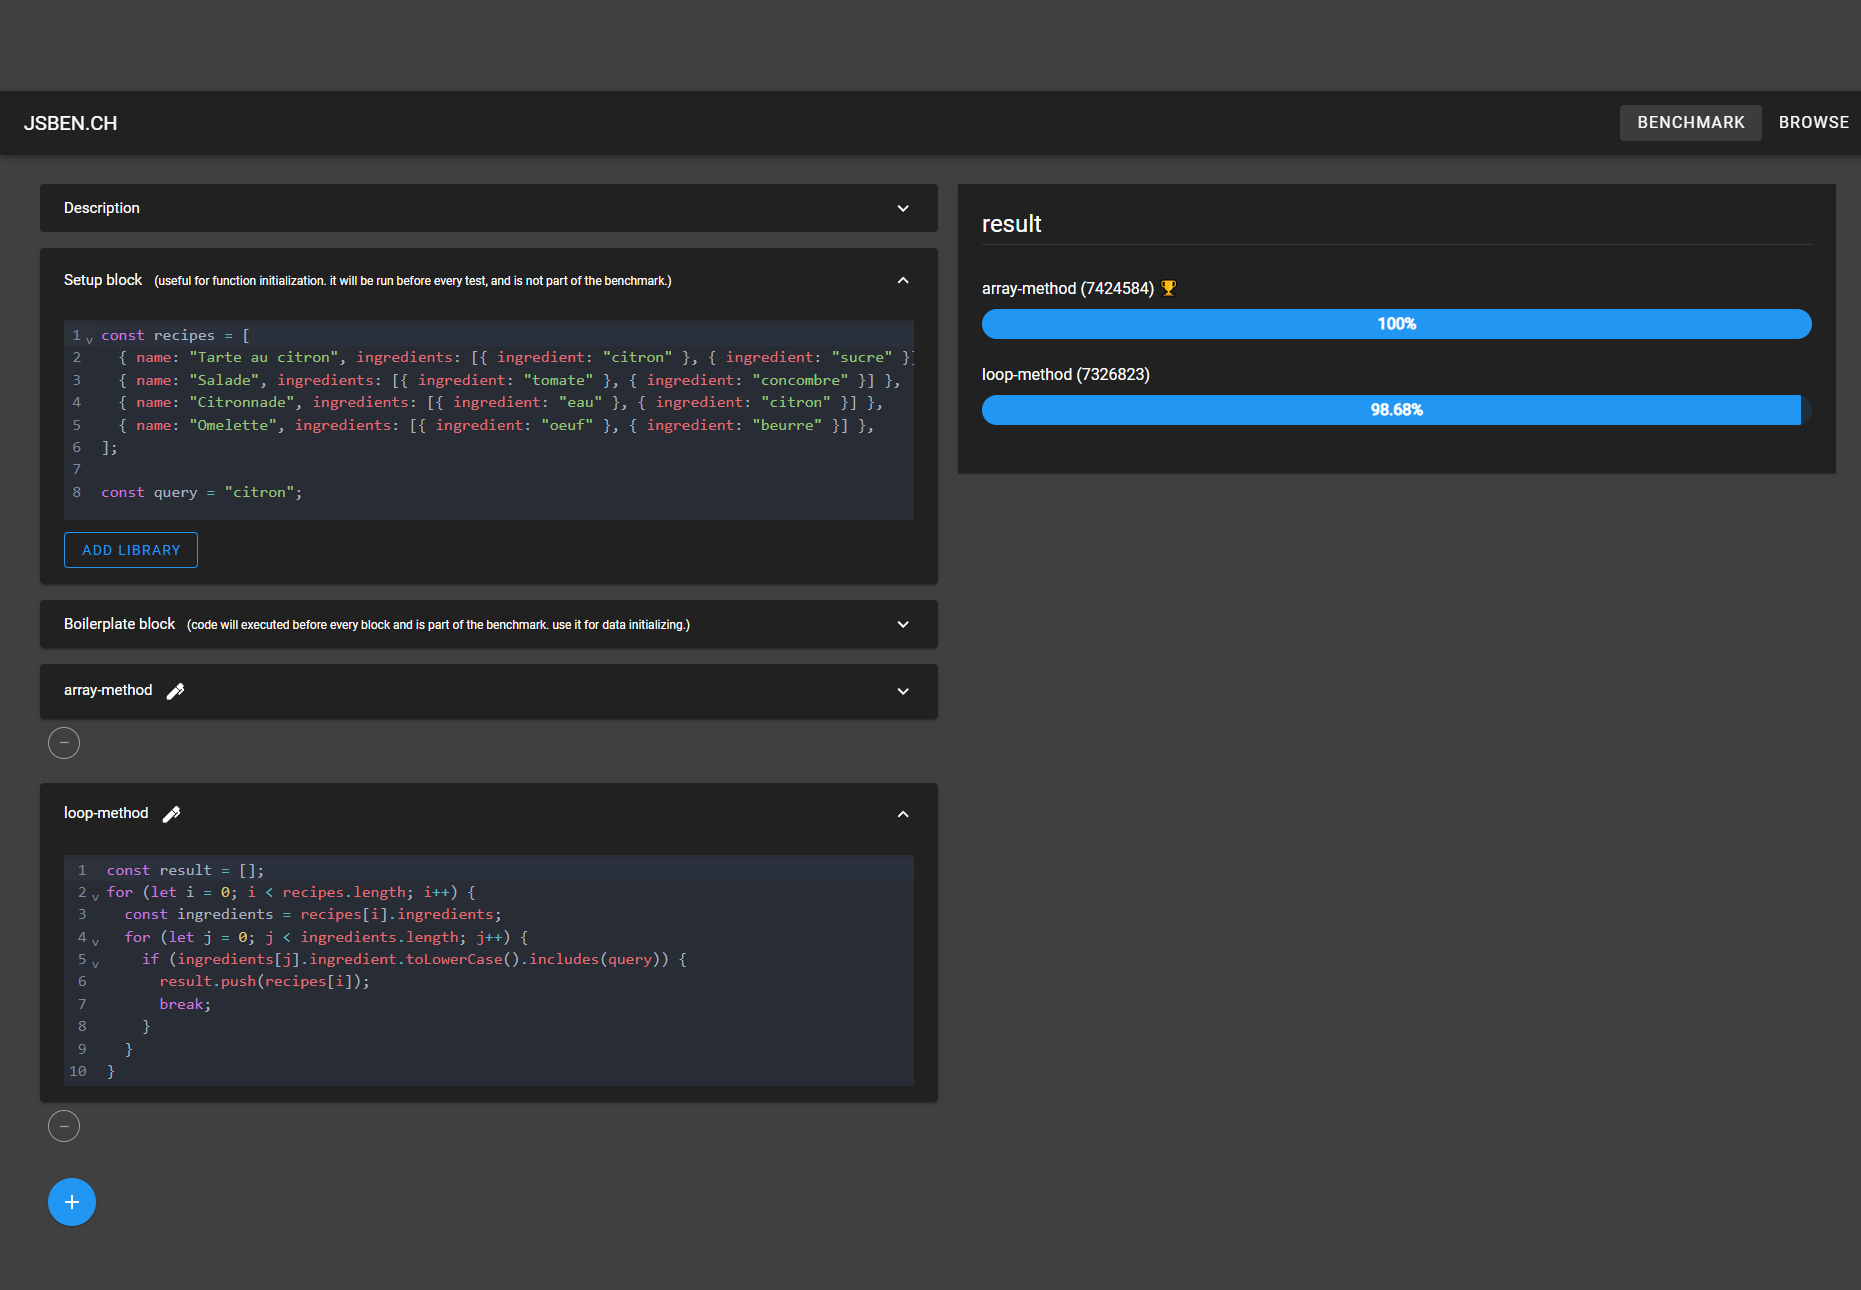 JSBEN.CH
BENCHMARK
BROWSE
Description
Setup block (useful for function initialization. it will be run before every test, and is not part of the benchmark.)
1 const recipes = [
2 { name: "Tarte au citron", ingredients: [{ ingredient: "citron" }, { ingredient: "sucre" }]
3 { name: "Salade", ingredients: [{ ingredient: "tomate" }, { ingredient: "concombre" }] },
4 { name: "Citronnade", ingredients: [{ ingredient: "eau" }, { ingredient: "citron" }] },
5 { name: "Omelette", ingredients: [{ ingredient: "oeuf" }, { ingredient: "beurre" }] },
6 ];
7
8 const query = "citron";
ADD LIBRARY
Boilerplate block (code will executed before every block and is part of the benchmark. use it for data initializing.)
array-method
loop-method
1 const result = [];
2 for (let i = 0; i < recipes.length; i++) {
3 const ingredients = recipes[i].ingredients;
4 for (let j = 0; j < ingredients.length; j++) {
5 if (ingredients[j].ingredient.toLowerCase().includes(query)) {
6 result.push(recipes[i]);
7 break;
8 }
9 }
10 }
result
array-method (7424584) 🏆
100%
loop-method (7326823)
98.68%